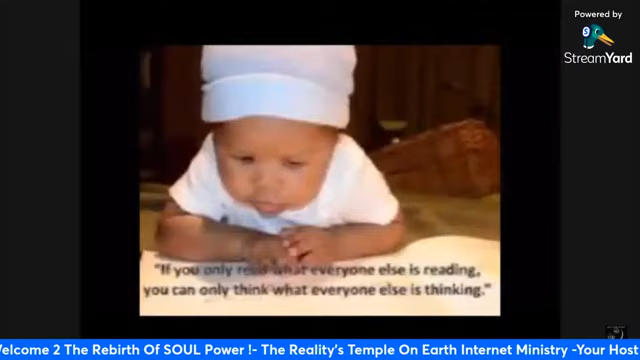 Powered by
StreamYard
"If you only read what everyone else is reading,
you can only think what everyone else is thinking."
elcome 2 The Rebirth Of SOUL Power !- The Reality's Temple On Earth Internet Ministry -Your Host